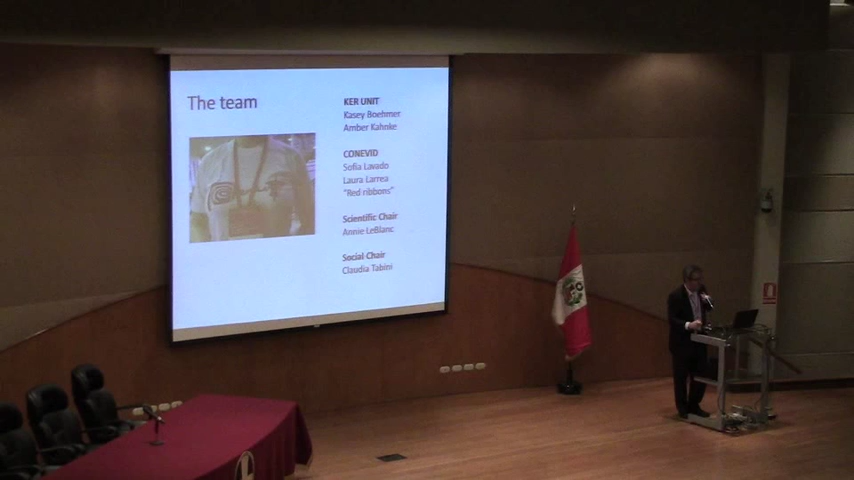 The team
KER UNIT
Kasey Boehmer
Amber Kahnke
CONEVID
Sofia Lavado
Laura Larrea
"Red ribbons"
Scientific Chair
Annie LeBlanc
Social Chair
Claudia Tabini